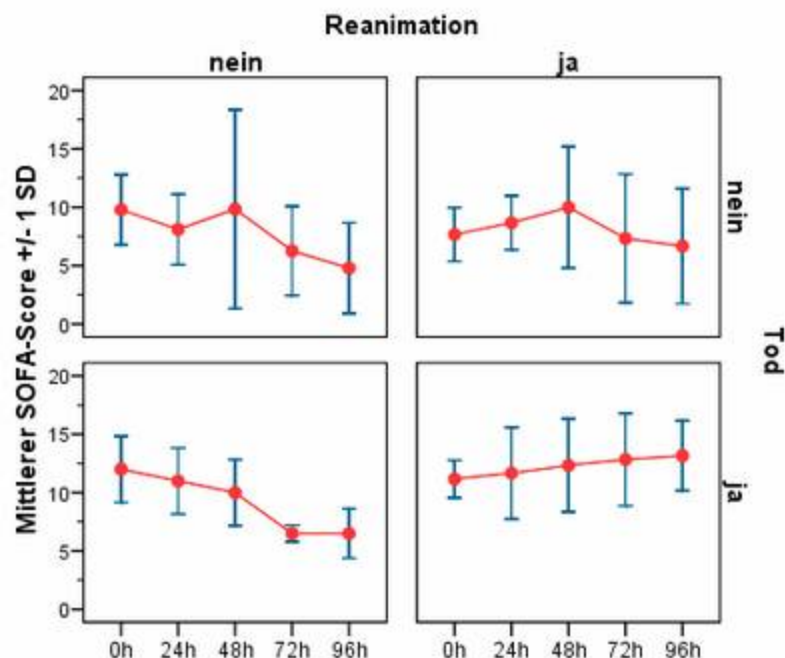 Reanimation
nein
ja
Mittlerer SOFA-Score +/- 1 SD
20
15
10
5
0
nein
Tod
20
15
10
5
0
ja
0h 24h 48h 72h 96h
0h 24h 48h 72h 96h